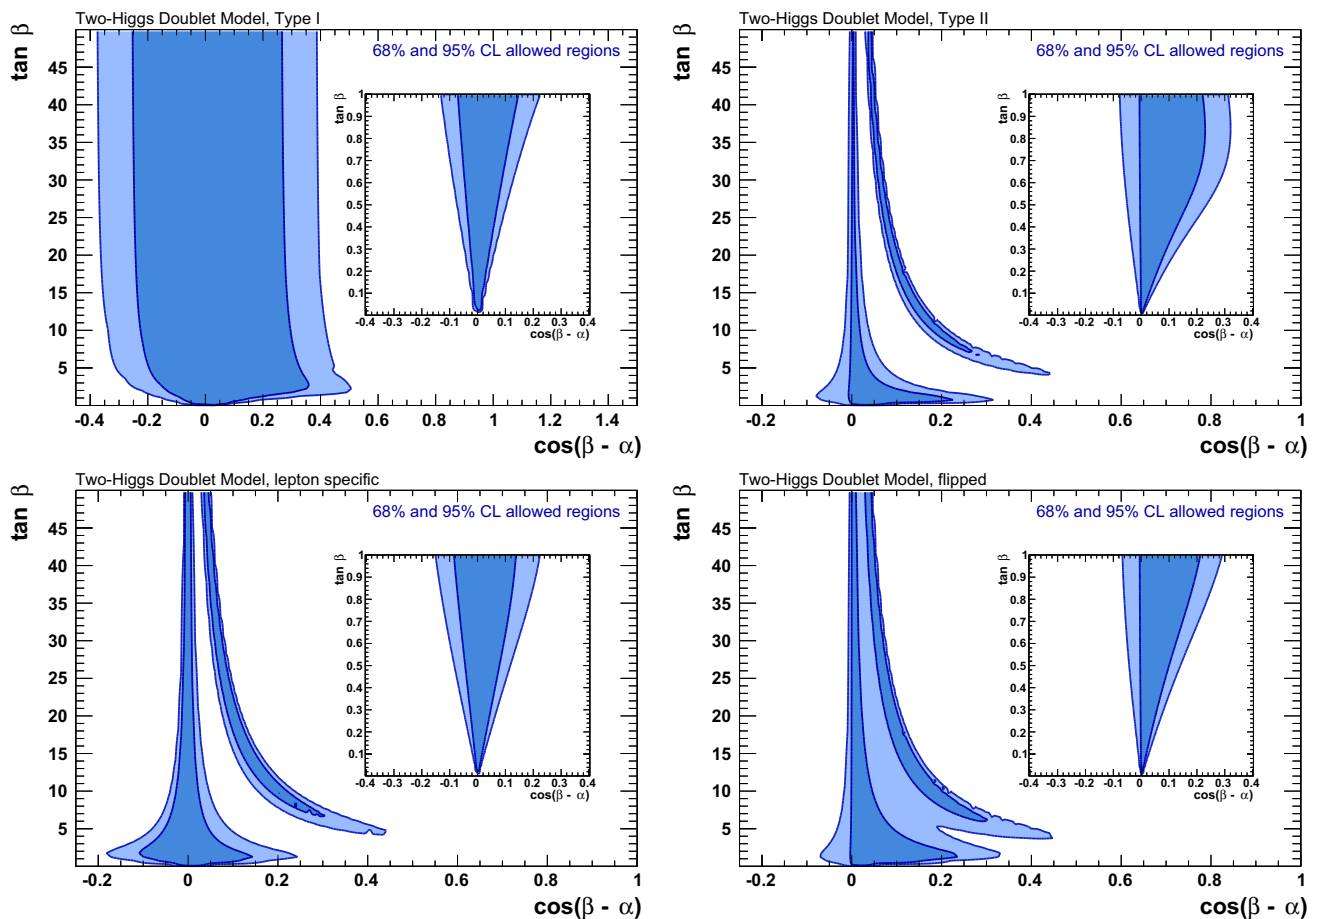 Two-Higgs Doublet Model, Type I
68% and 95% CL allowed regions
tan β
45
40
35
30
25
20
15
10
5
-0.4 -0.2 0 0.2 0.4 0.6 0.8 1 1.2 1.4
cos(β - α)
tan β
1
0.9
0.8
0.7
0.6
0.5
0.4
0.3
0.2
0.1
-0.4 -0.3 -0.2 -0.1 0 0.1 0.2 0.3 0.4
cos(β - α)
Two-Higgs Doublet Model, Type II
68% and 95% CL allowed regions
tan β
45
40
35
30
25
20
15
10
5
-0.2 0 0.2 0.4 0.6 0.8 1
cos(β - α)
tan β
1
0.9
0.8
0.7
0.6
0.5
0.4
0.3
0.2
0.1
-0.4 -0.3 -0.2 -0.1 0 0.1 0.2 0.3 0.4
cos(β - α)
Two-Higgs Doublet Model, lepton specific
68% and 95% CL allowed regions
tan β
45
40
35
30
25
20
15
10
5
-0.2 0 0.2 0.4 0.6 0.8 1
cos(β - α)
tan β
1
0.9
0.8
0.7
0.6
0.5
0.4
0.3
0.2
0.1
-0.4 -0.3 -0.2 -0.1 0 0.1 0.2 0.3 0.4
cos(β - α)
Two-Higgs Doublet Model, flipped
68% and 95% CL allowed regions
tan β
45
40
35
30
25
20
15
10
5
-0.2 0 0.2 0.4 0.6 0.8 1
cos(β - α)
tan β
1
0.9
0.8
0.7
0.6
0.5
0.4
0.3
0.2
0.1
-0.4 -0.3 -0.2 -0.1 0 0.1 0.2 0.3 0.4
cos(β - α)